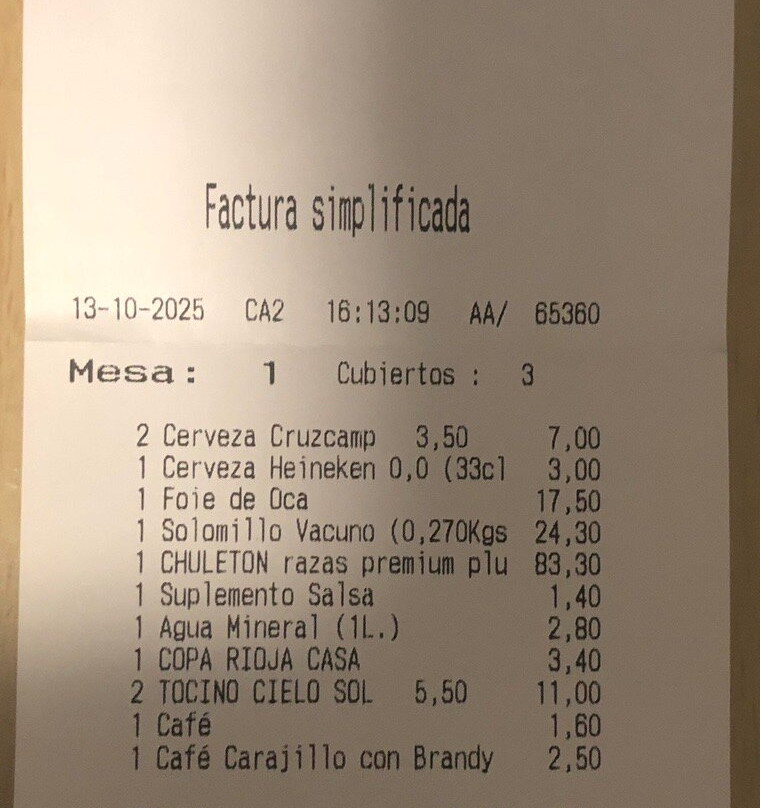 Factura simplificada
13-10-2025 CA2 16:13:09 AA/ 65360
Mesa: 1 Cubiertos : 3
2 Cerveza Cruzcamp 3,50 7,00
1 Cerveza Heineken 0,0 (33cl 3,00
1 Foie de Oca 17,50
1 Solomillo Vacuno (0,270Kgs 24,30
1 CHULETON razas premium plu 83,30
1 Suplemento Salsa 1,40
1 Agua Mineral (1L.) 2,80
1 COPA RIOJA CASA 3,40
2 TOCINO CIELO SOL 5,50 11,00
1 Café 1,60
1 Café Carajillo con Brandy 2,50